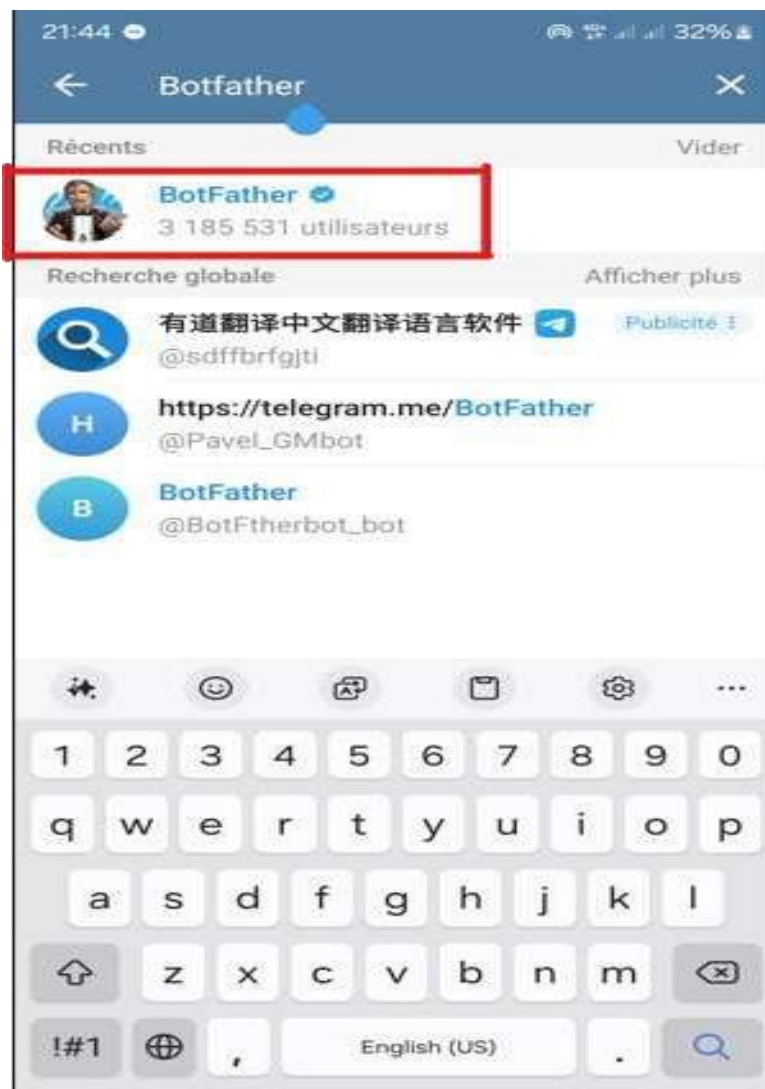 21:44
32%
Botfather
Récents Vider
BotFather
3 185 531 utilisateurs
Recherche globale Afficher plus
有道翻译中文翻译语言软件 Publicité
@sdffbrfgjti
H https://telegram.me/BotFather
@Pavel_GMbot
B BotFather
@BotFtherbot_bot
1 2 3 4 5 6 7 8 9 0
q w e r t y u i o p
a s d f g h j k l
z x c v b n m
!#1 , English (US) .